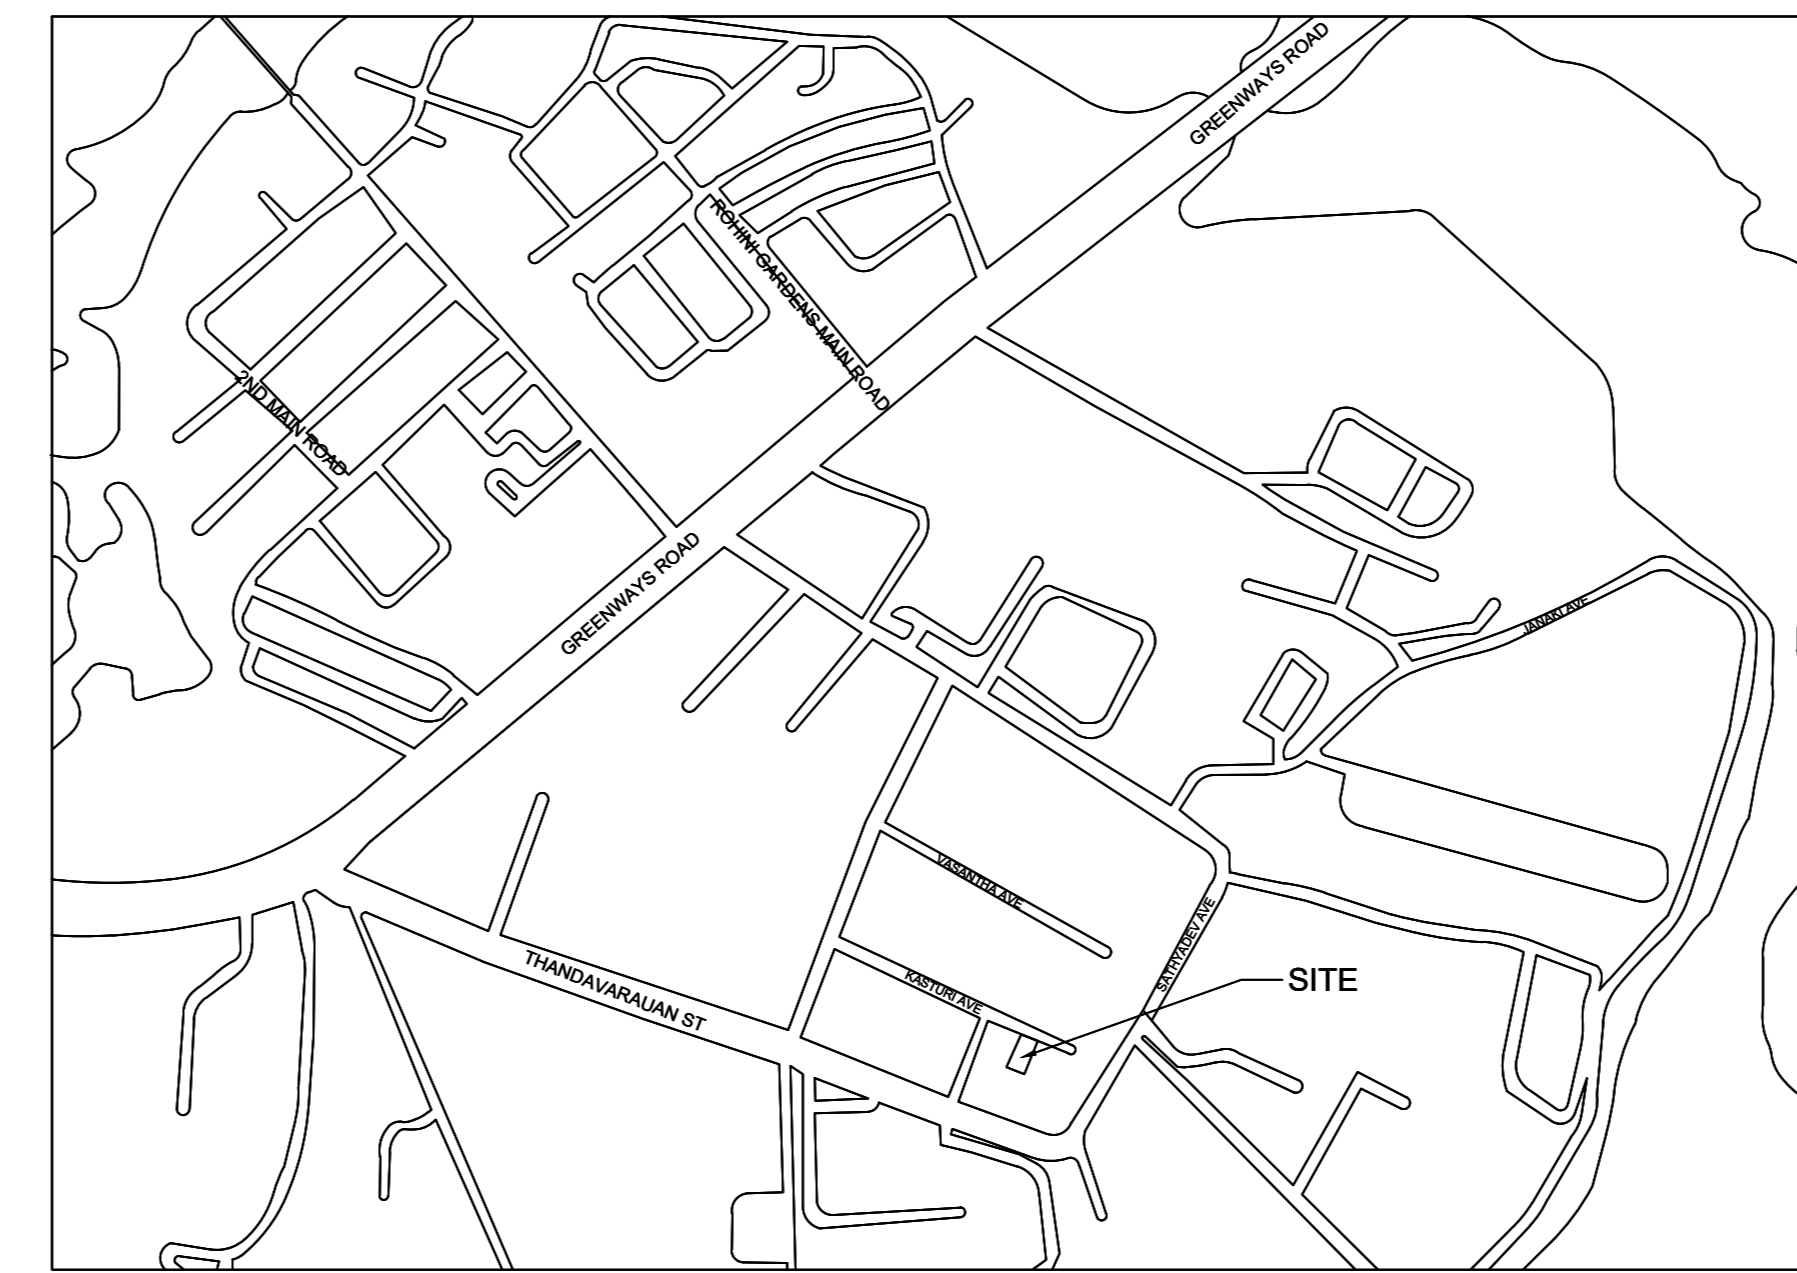 GREENWAYS ROAD
ROHINI GARDENS MAIN ROAD
2ND MAIN ROAD
GREENWAYS ROAD
JANAKI AVE
VASANTHA AVE
SATHYADEV AVE
KASTURI AVE
SITE
THANDAVARAUAN ST